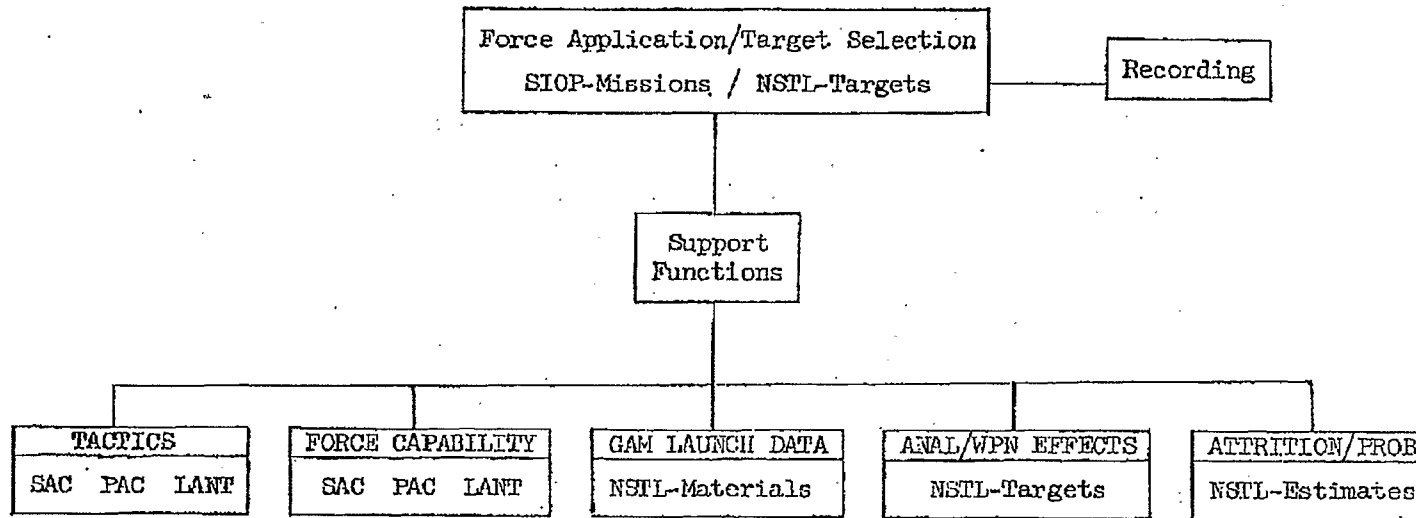 Force Application/Target Selection
SIOP-Missions / NSTL-Targets
Recording
Support
Functions
TACTICS
SAC PAC LANT
FORCE CAPABILITY
SAC PAC LANT
GAM LAUNCH DATA
NSTL-Materials
ANAL/WPN EFFECTS
NSTL-Targets
ATTRITION/PROB
NSTL-Estimates